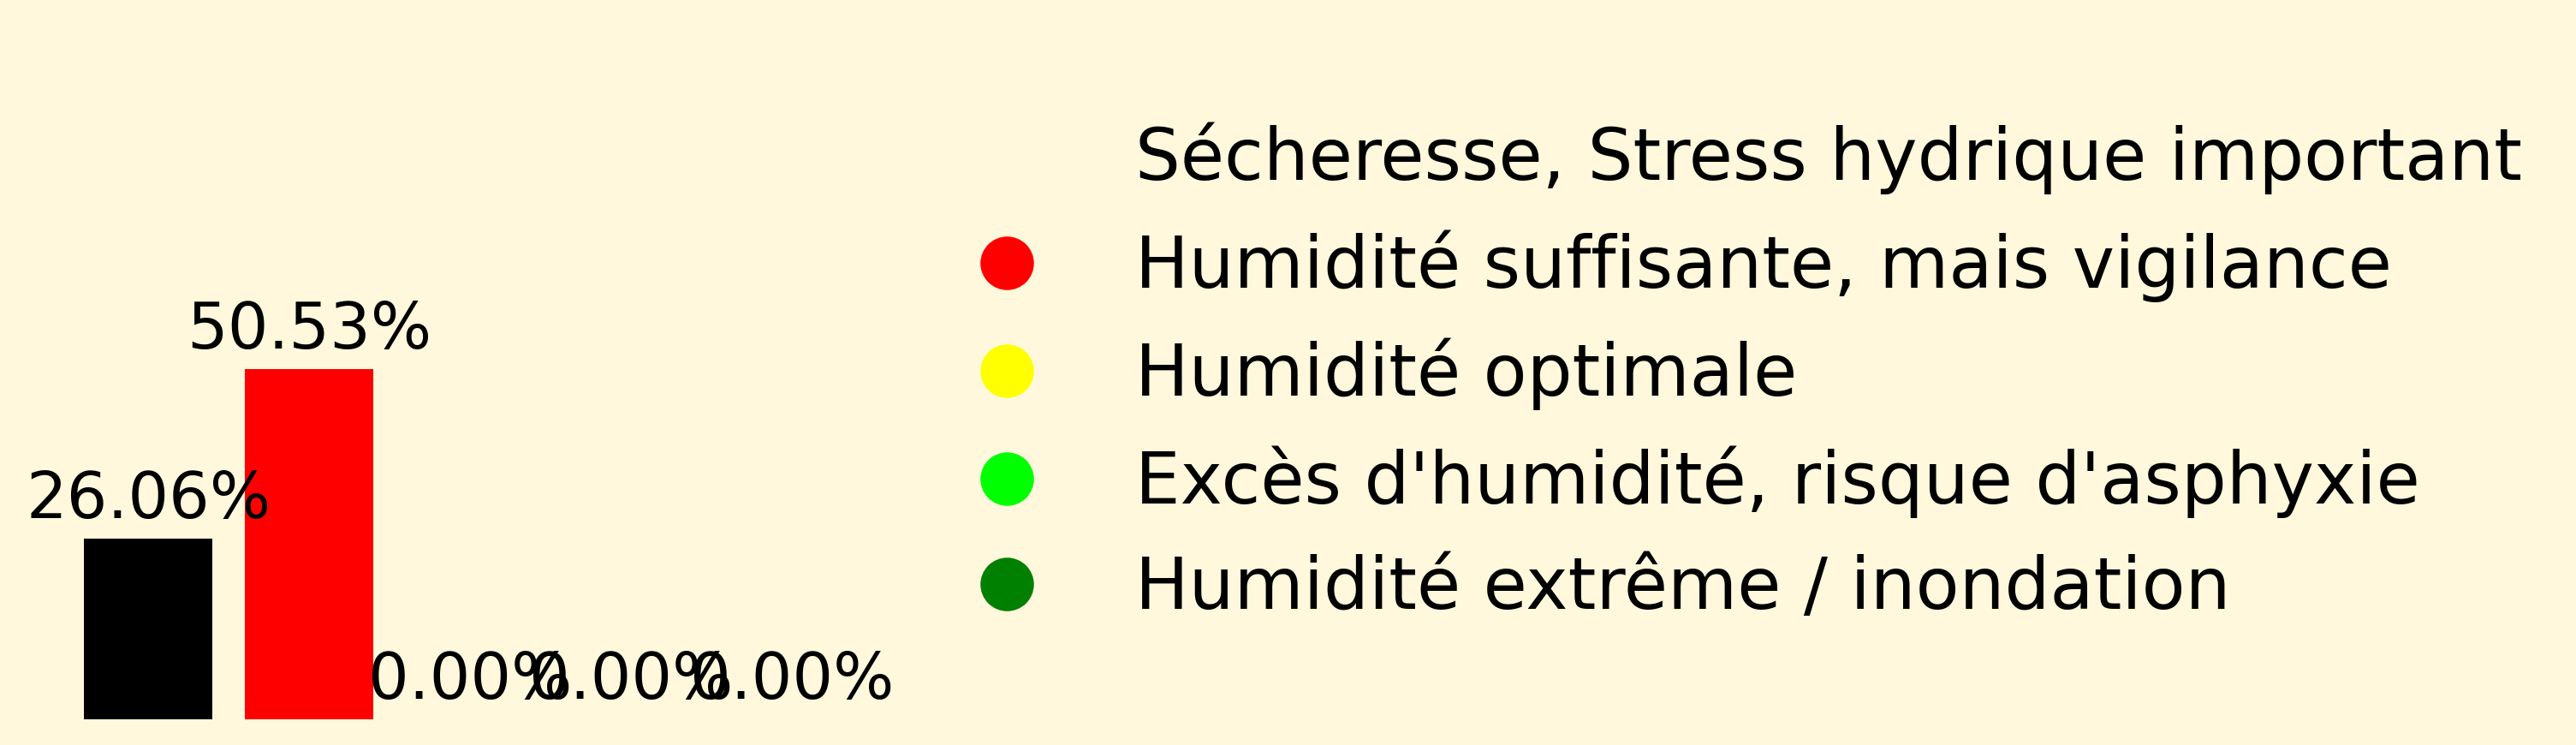 Sécheresse, Stress hydrique important
Humidité suffisante, mais vigilance
Humidité optimale
Excès d'humidité, risque d'asphyxie
Humidité extrême / inondation
50.53%
26.06%
0.00%
0.00%
0.00%